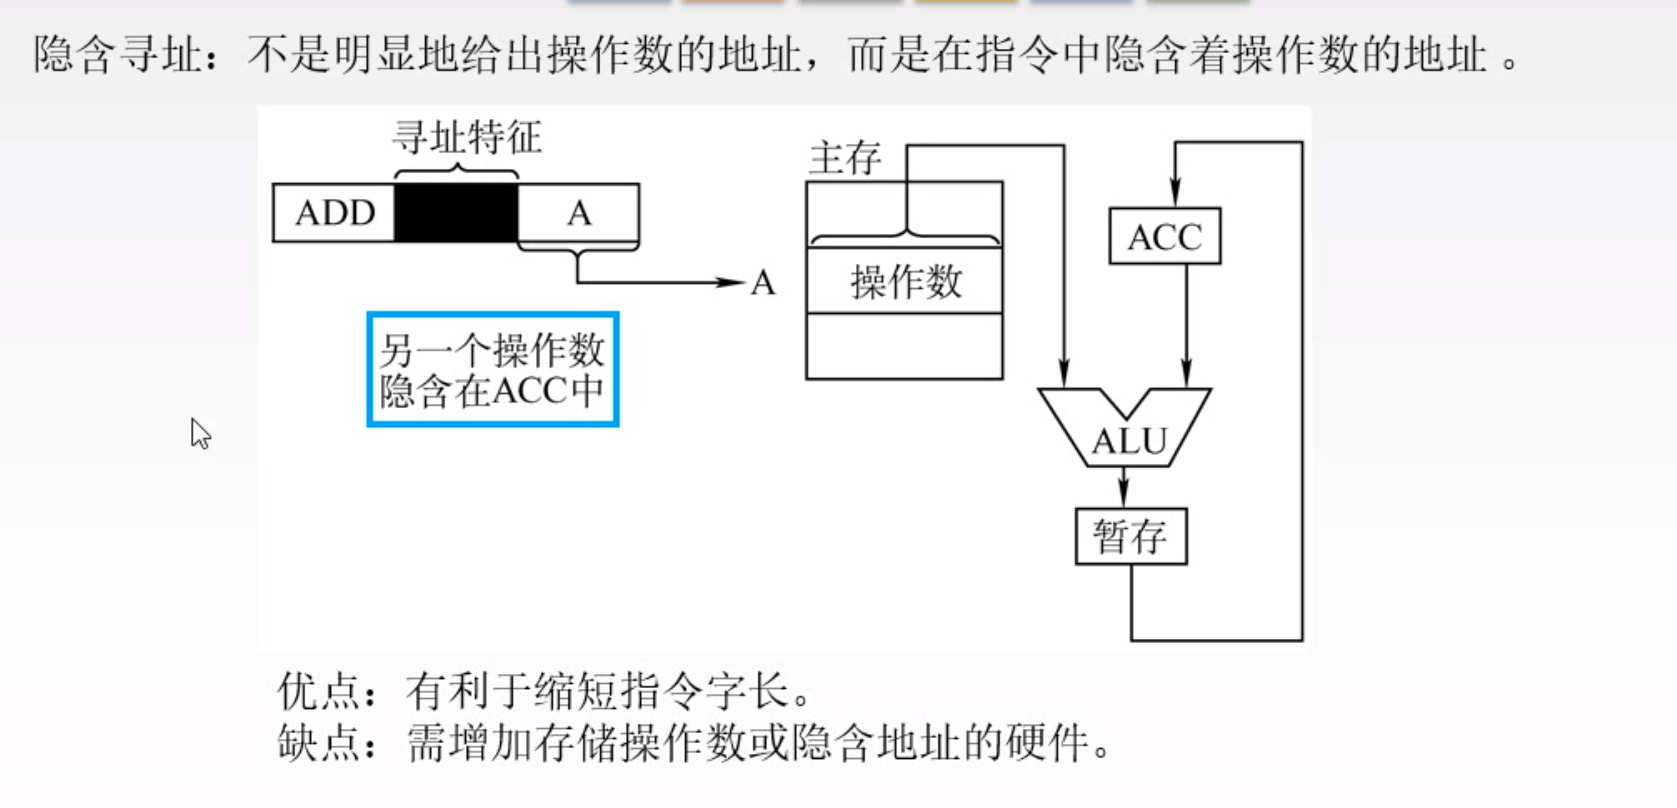 隐含寻址：不是明显地给出操作数的地址，而是在指令中隐含着操作数的地址 。
寻址特征
ADD
A
A
另一个操作数
隐含在ACC中
主存
操作数
ACC
ALU
暂存
优点：有利于缩短指令字长。
缺点：需增加存储操作数或隐含地址的硬件。